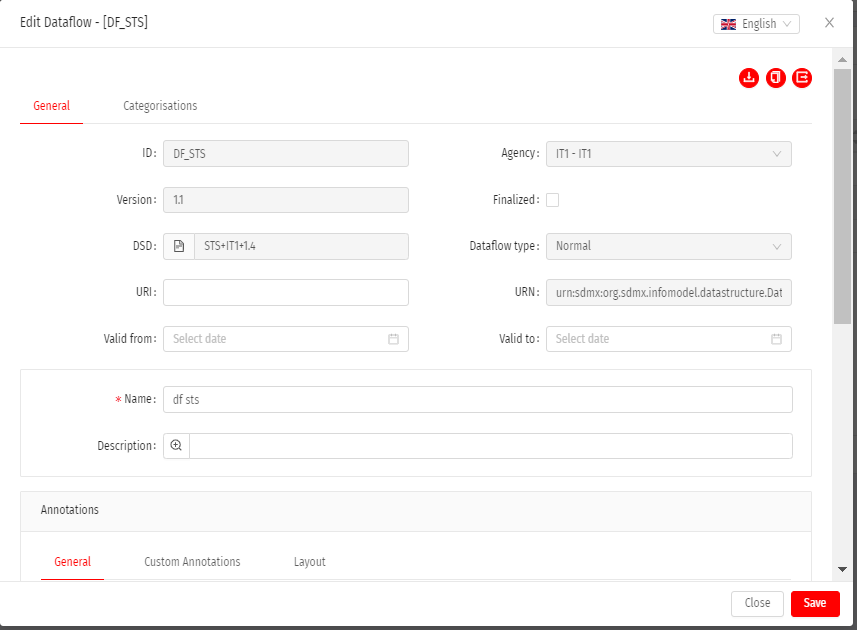 Edit Dataflow - [DF_STS]
English
General
Categorisations
ID:
DF_STS
Agency:
IT1 - IT1
Version:
1.1
Finalized:
DSD:
STS+IT1+1.4
Dataflow type:
Normal
URI:
URN:
urn:sdmx:org.sdmx.infomodel.datastructure.Dat
Valid from:
Select date
Valid to:
Select date
* Name:
df sts
Description:
Annotations
General
Custom Annotations
Layout
Close
Save